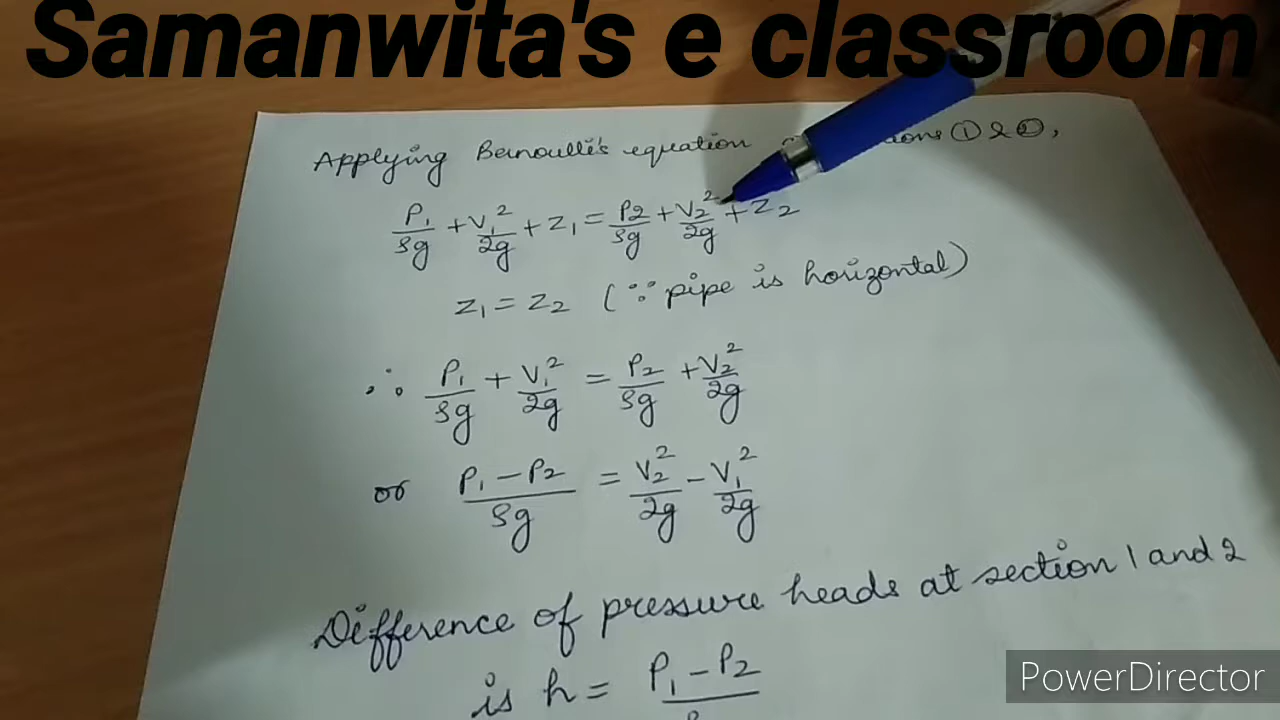 Samanwita's e classroom
Applying Bernoulli's equation ① & ②,
P₁/ρg + V₁²/2g + Z₁ = P₂/ρg + V₂²/2g + Z₂
Z₁ = Z₂ (∵ pipe is horizontal)
∴ P₁/ρg + V₁²/2g = P₂/ρg + V₂²/2g
or (P₁ - P₂)/ρg = V₂²/2g - V₁²/2g
Difference of pressure heads at section 1 and 2
is h = P₁ - P₂
PowerDirector